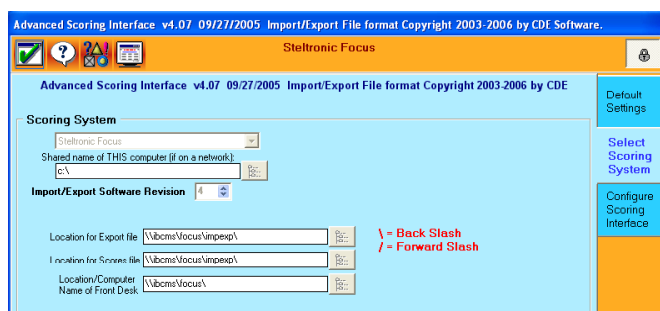 Advanced Scoring Interface v4.07 09/27/2005 Import/Export File format Copyright 2003-2006 by CDE Software.
Steltronic Focus
Advanced Scoring Interface v4.07 09/27/2005 Import/Export File format Copyright 2003-2006 by CDE
Default
Settings
Scoring System
Steltronic Focus
Select
Scoring
System
Shared name of THIS computer (if on a network):
c:\
Import/Export Software Revision 4
Configure
Scoring
Interface
Location for Export file \\ibcms\focus\impexp\
\ = Back Slash
/ = Forward Slash
Location for Scores file \\ibcms\focus\impexp\
Location/Computer
Name of Front Desk
\\ibcms\focus\